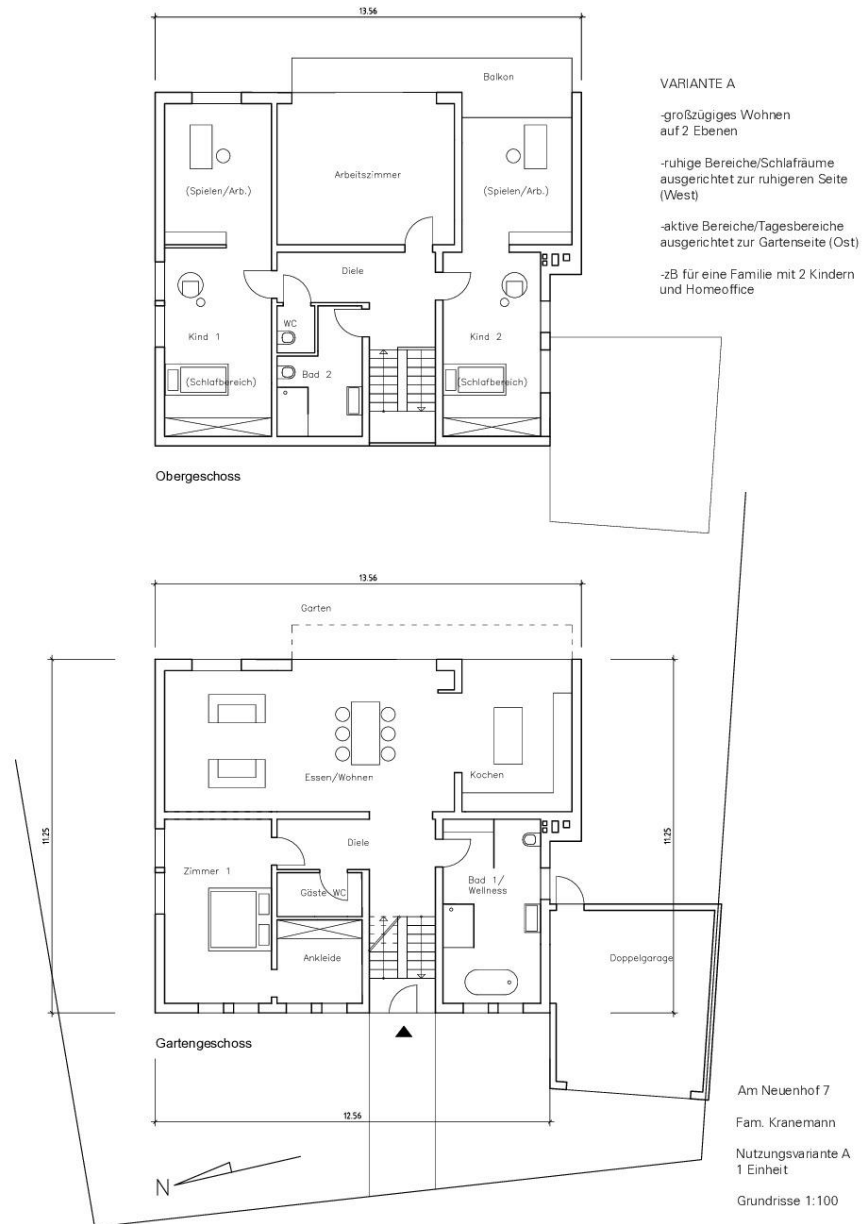 13.56
Balkon
(Spielen/Arb.)
Arbeitszimmer
(Spielen/Arb.)
Diele
WC
Kind 1
Bad 2
Kind 2
(Schlafbereich)
(Schlafbereich)
Obergeschoss
VARIANTE A
-großzügiges Wohnen
auf 2 Ebenen
-ruhige Bereiche/Schlafräume
ausgerichtet zur ruhigeren Seite
(West)
-aktive Bereiche/Tagesbereiche
ausgerichtet zur Gartenseite (Ost)
-zB für eine Familie mit 2 Kindern
und Homeoffice
13.56
Garten
Essen/Wohnen
Kochen
11.25
11.25
Diele
Zimmer 1
Gäste WC
Bad 1/
Wellness
Ankleide
Doppelgarage
Gartengeschoss
12.56
N
Am Neuenhof 7
Fam. Kranemann
Nutzungsvariante A
1 Einheit
Grundrisse 1:100